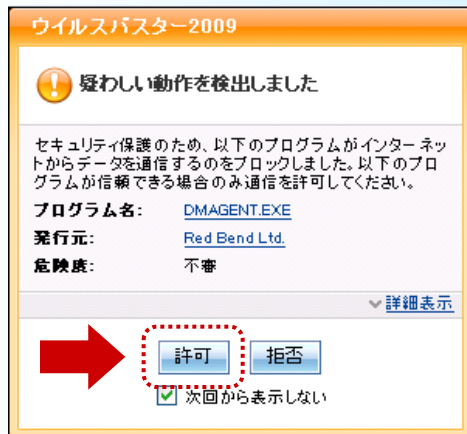 ウイルスバスター2009
疑わしい動作を検出しました
セキュリティ保護のため、以下のプログラムがインターネッ
トからデータを通信するのをブロックしました。以下のプロ
グラムが信頼できる場合のみ通信を許可してください。
プログラム名: DMAGENT.EXE
発行元: Red Bend Ltd.
危険度: 不審
詳細表示
許可 拒否
次回から表示しない